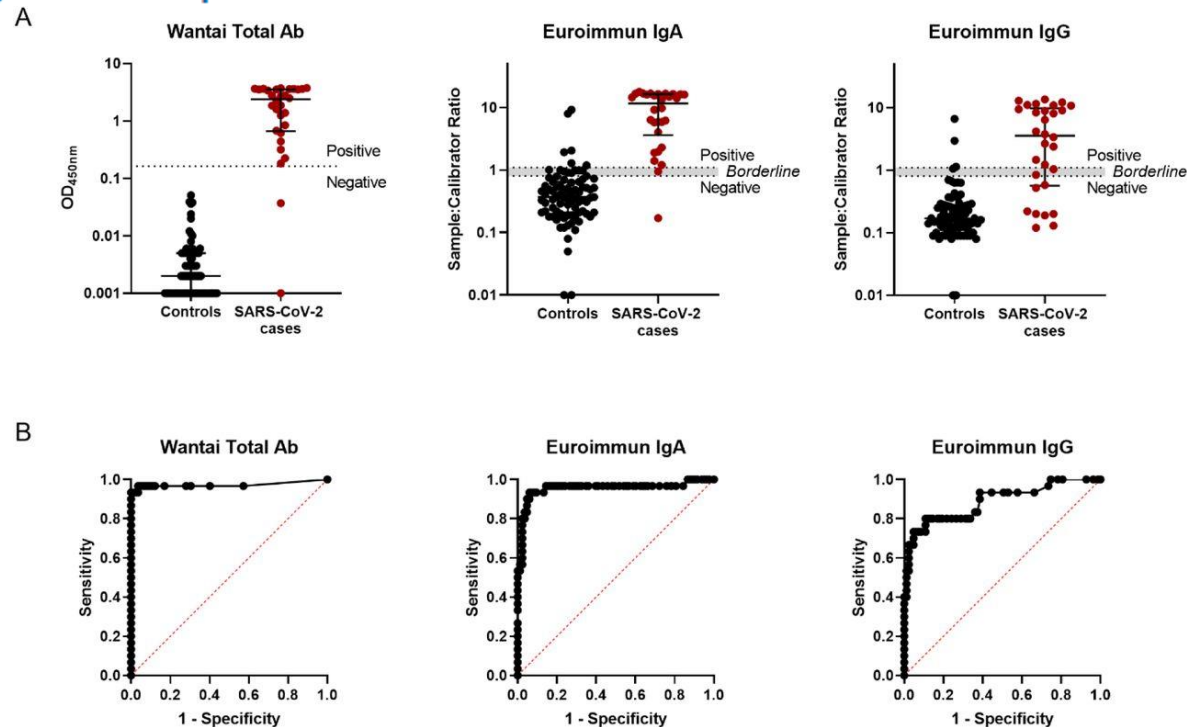 A
Wantai Total Ab
OD450nm
10
1
0.1
0.01
0.001
Positive
Negative
Controls
SARS-CoV-2
cases
Euroimmun IgA
Sample:Calibrator Ratio
10
1
0.1
0.01
Positive
Borderline
Negative
Controls
SARS-CoV-2
cases
Euroimmun IgG
Sample:Calibrator Ratio
10
1
0.1
0.01
Positive
Borderline
Negative
Controls
SARS-CoV-2
cases
B
Wantai Total Ab
Sensitivity
1.0
0.8
0.6
0.4
0.2
0.0
0.0 0.2 0.4 0.6 0.8 1.0
1 - Specificity
Euroimmun IgA
Sensitivity
1.0
0.8
0.6
0.4
0.2
0.0
0.0 0.2 0.4 0.6 0.8 1.0
1 - Specificity
Euroimmun IgG
Sensitivity
1.0
0.8
0.6
0.4
0.2
0.0
0.0 0.2 0.4 0.6 0.8 1.0
1 - Specificity